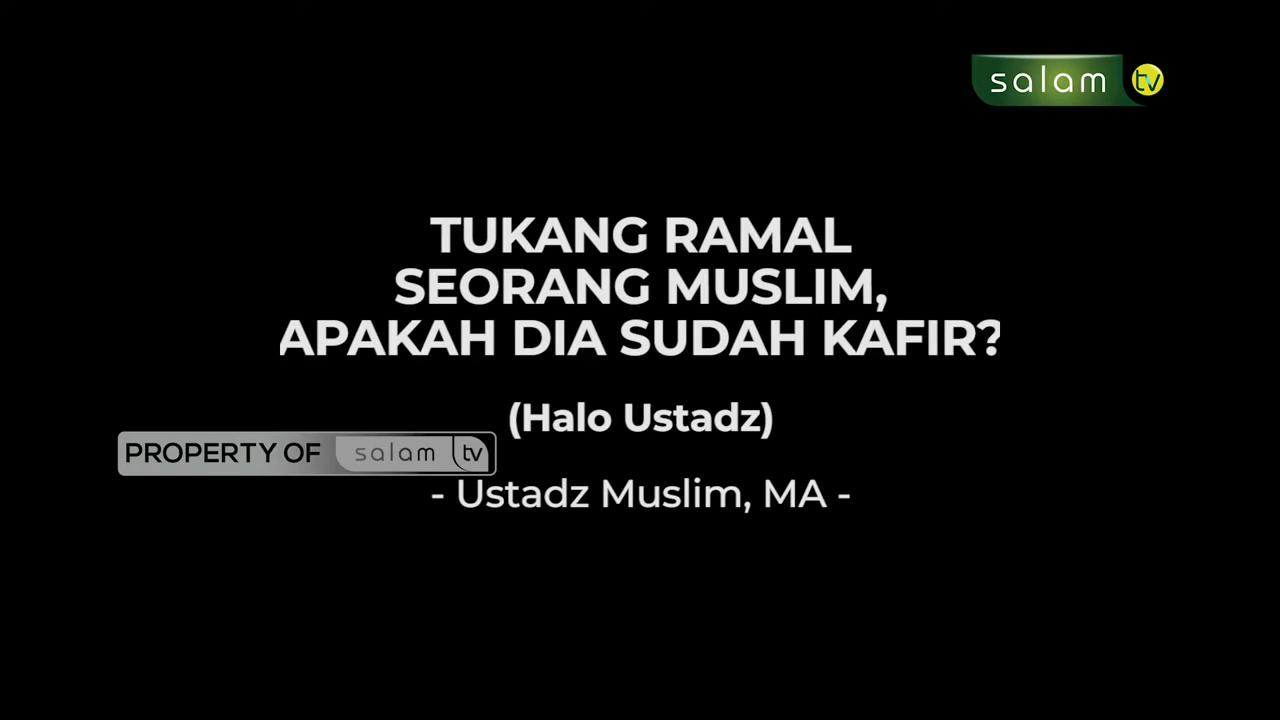 salam tv
TUKANG RAMAL
SEORANG MUSLIM,
APAKAH DIA SUDAH KAFIR?
(Halo Ustadz)
PROPERTY OF salam tv
- Ustadz Muslim, MA -